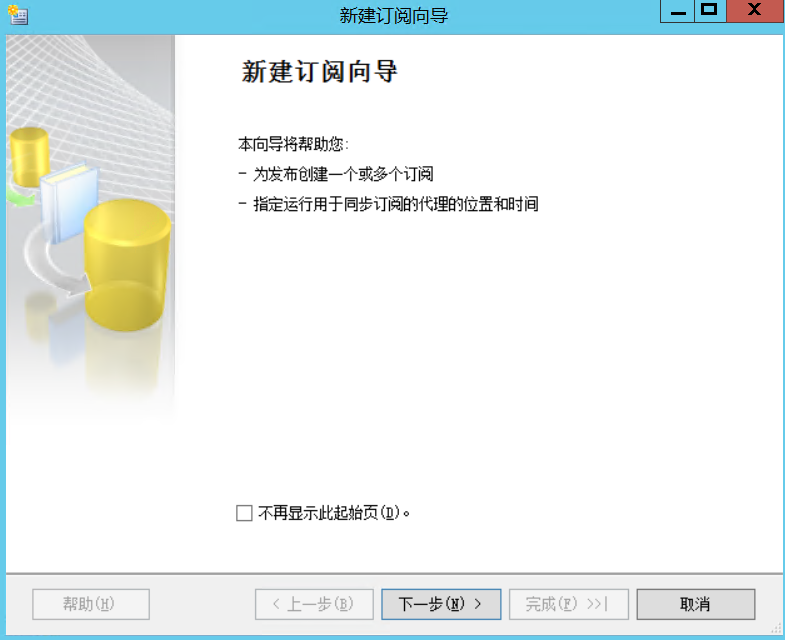 新建订阅向导
新建订阅向导
本向导将帮助您:
- 为发布创建一个或多个订阅
- 指定运行用于同步订阅的代理的位置和时间
不再显示此起始页(D)。
帮助(H)
< 上一步(B)
下一步(N) >
完成(F) >>|
取消